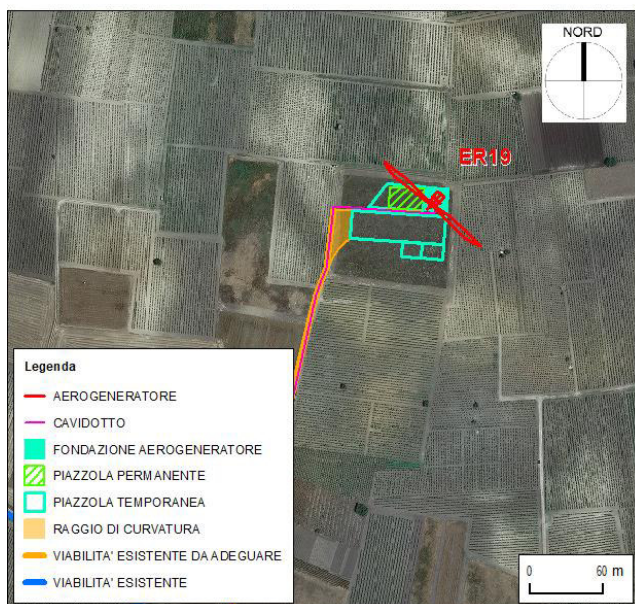 NORD
ER19
Legenda
AEROGENERATORE
CAVIDOTTO
FONDAZIONE AEROGENERATORE
PIAZZOLA PERMANENTE
PIAZZOLA TEMPORANEA
RAGGIO DI CURVATURA
VIABILITA' ESISTENTE DA ADEGUARE
VIABILITA' ESISTENTE
0 60 m